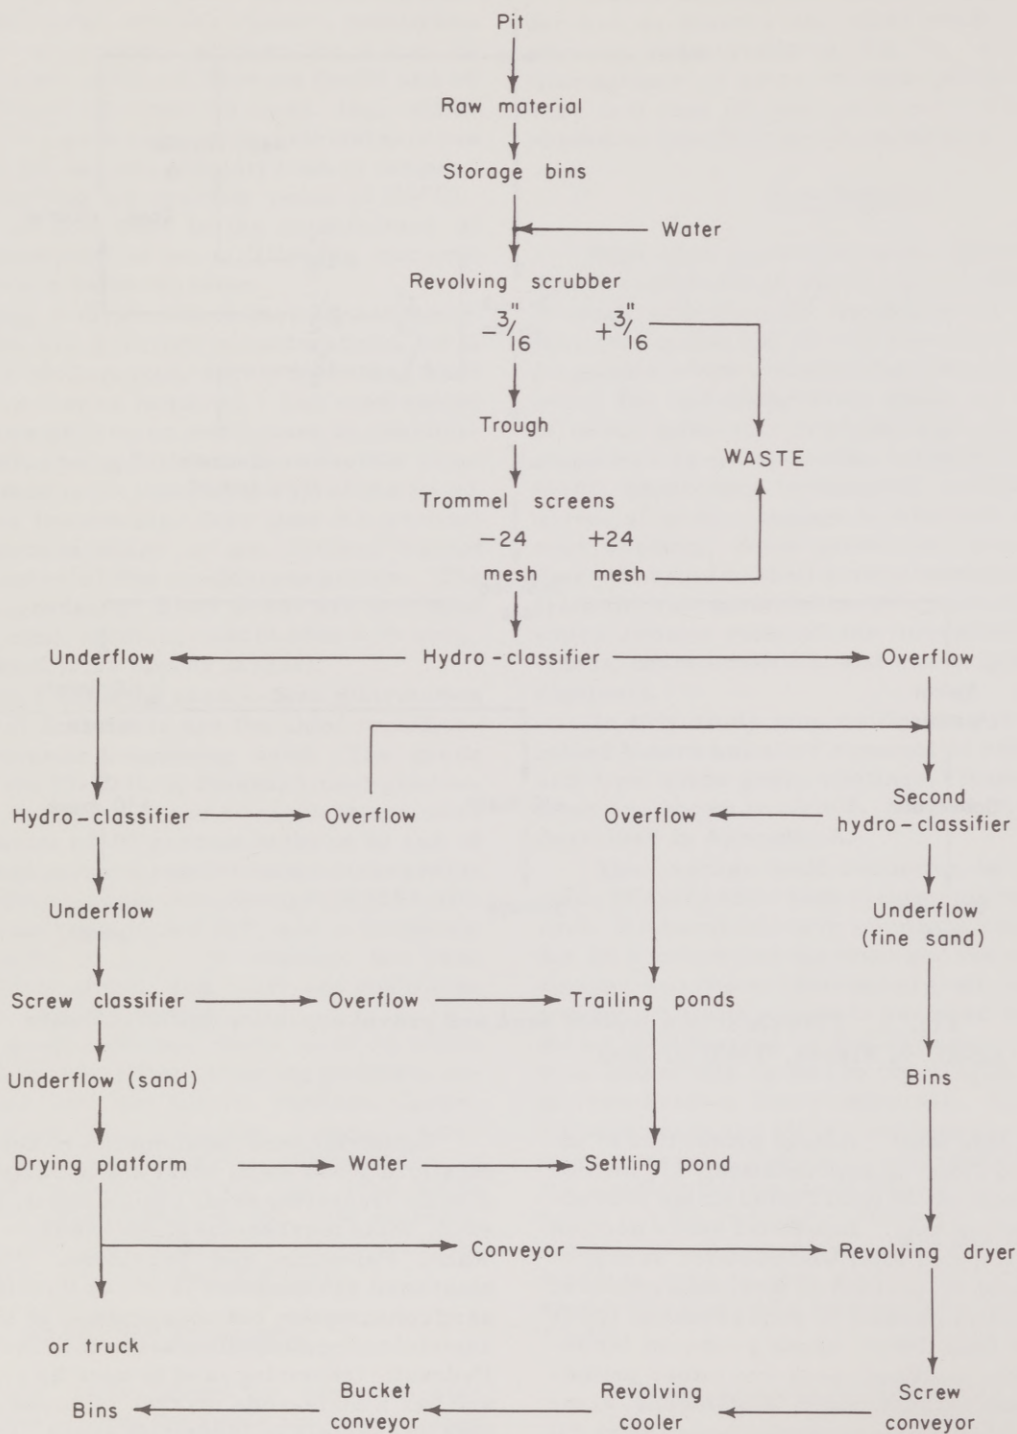 Pit
Raw material
Storage bins
Water
Revolving scrubber
-3/16" +3/16"
Trough
WASTE
Trommel screens
-24 +24
mesh mesh
Underflow Hydro-classifier Overflow
Hydro-classifier Overflow Overflow Second
hydro-classifier
Underflow Underflow
(fine sand)
Screw classifier Overflow Trailing ponds
Underflow (sand) Bins
Drying platform Water Settling pond
Conveyor Revolving dryer
or truck
Bins Bucket
conveyor Revolving
cooler Screw
conveyor